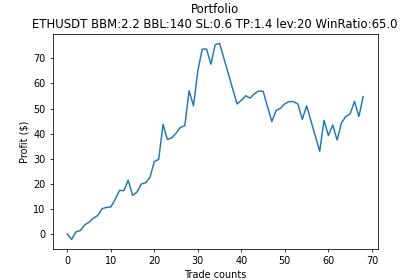 Portfolio
ETHUSDT BBM:2.2 BBL:140 SL:0.6 TP:1.4 lev:20 WinRatio:65.0
70
60
50
40
30
20
10
0
Profit ($)
0 10 20 30 40 50 60 70
Trade counts